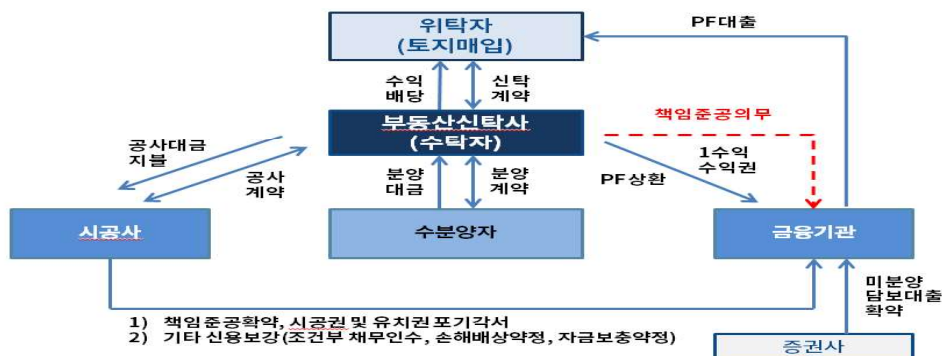 위탁자
(토지매입)
PF대출
수익
배당
신탁
계약
부동산신탁사
(수탁자)
책임준공의무
공사대금
지불
공사
계약
분양
대금
분양
계약
1수익
수익권
PF상환
시공사
수분양자
금융기관
미분양
담보대출
확약
1) 책임준공확약, 시공권 및 유치권 포기각서
2) 기타 신용보강(조건부 채무인수, 손해배상약정, 자금보충약정)
증권사